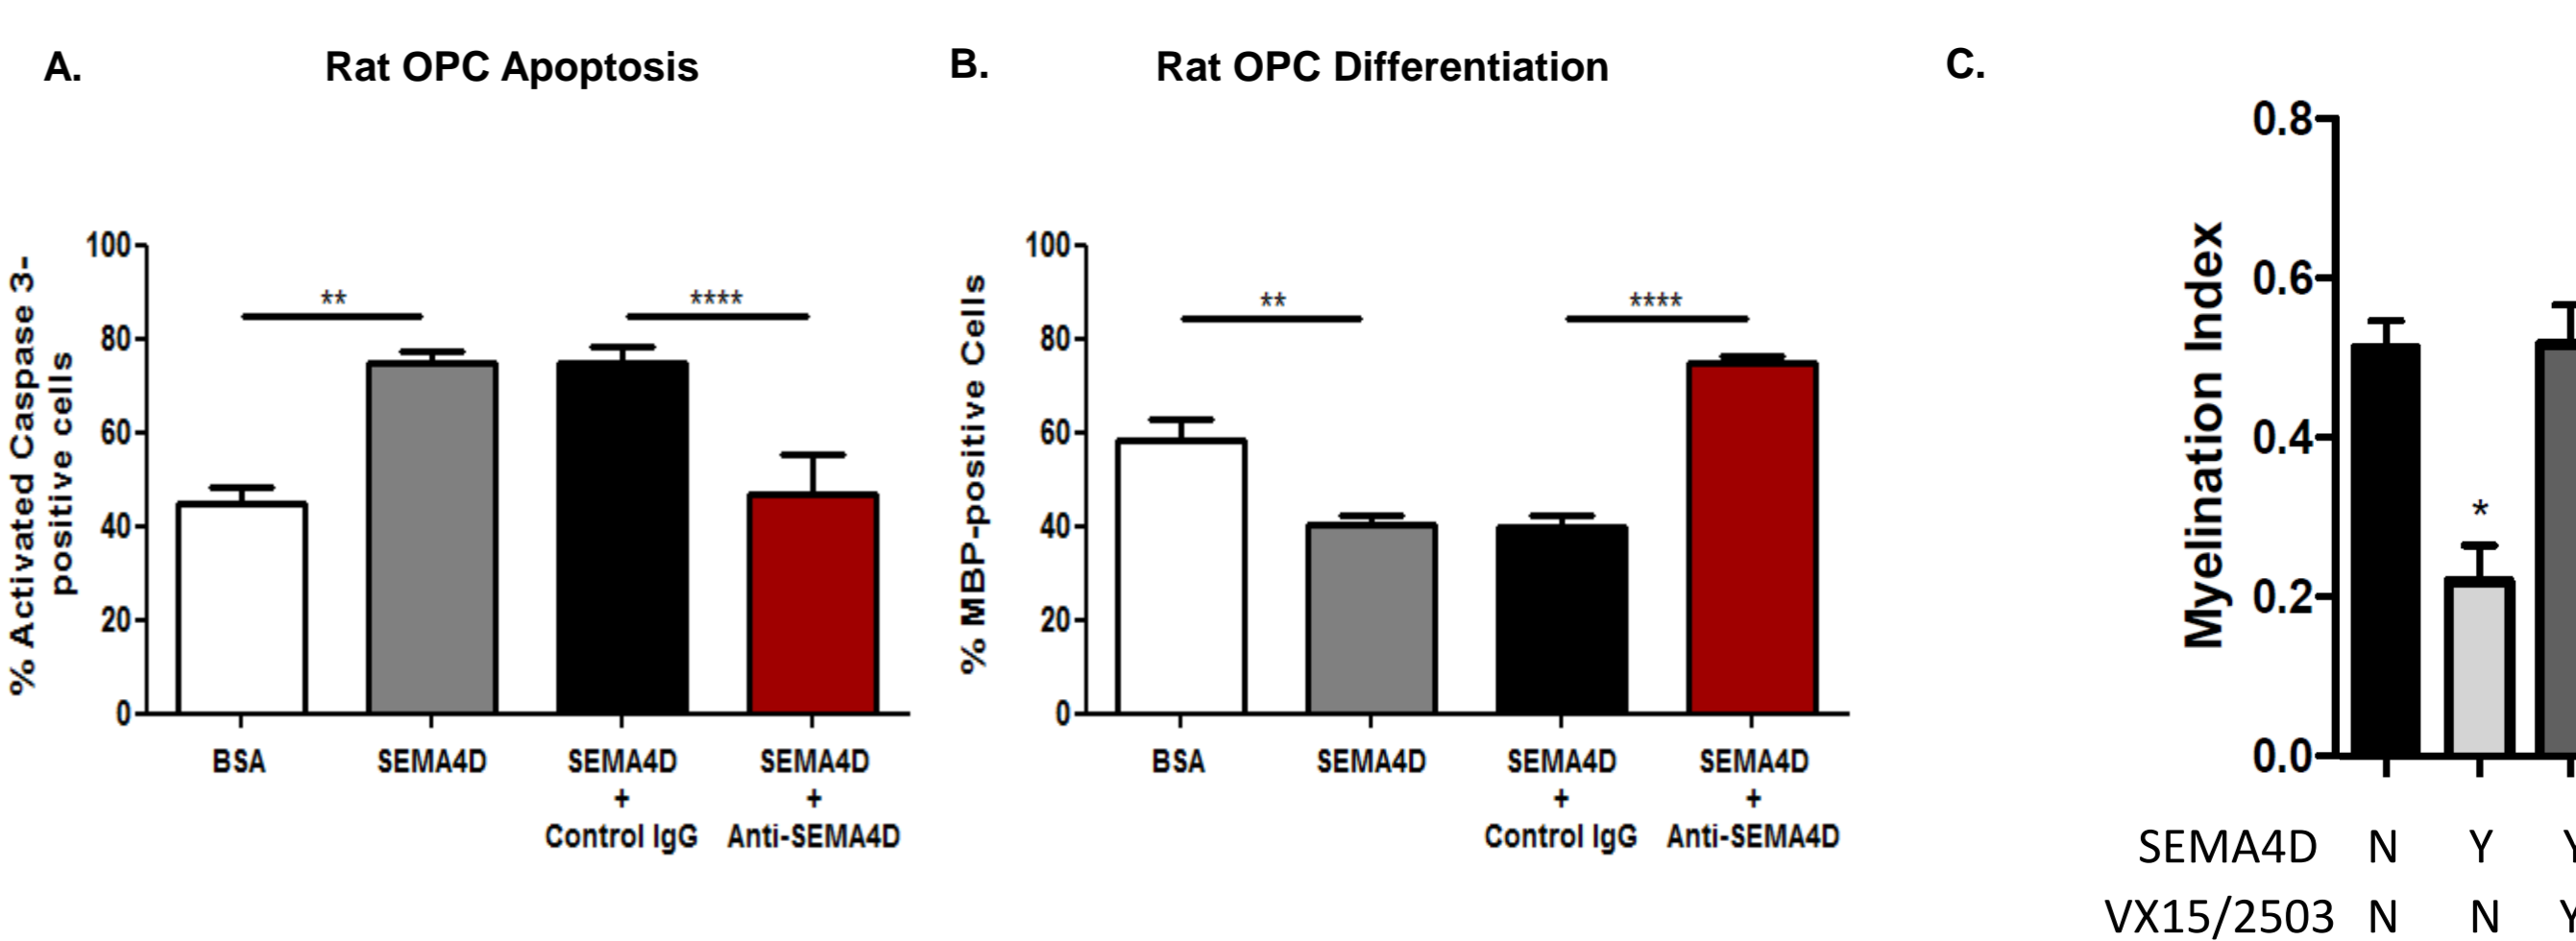 A.
Rat OPC Apoptosis
% Activated Caspase 3-
positive cells
100
80
60
40
20
0
**
****
BSA
SEMA4D
SEMA4D
+
Control IgG
SEMA4D
+
Anti-SEMA4D
B.
Rat OPC Differentiation
% MBP-positive Cells
100
80
60
40
20
0
**
****
BSA
SEMA4D
SEMA4D
+
Control IgG
SEMA4D
+
Anti-SEMA4D
C.
Myelination Index
0.8
0.6
0.4
0.2
0.0
*
SEMA4D N Y Y
VX15/2503 N N Y